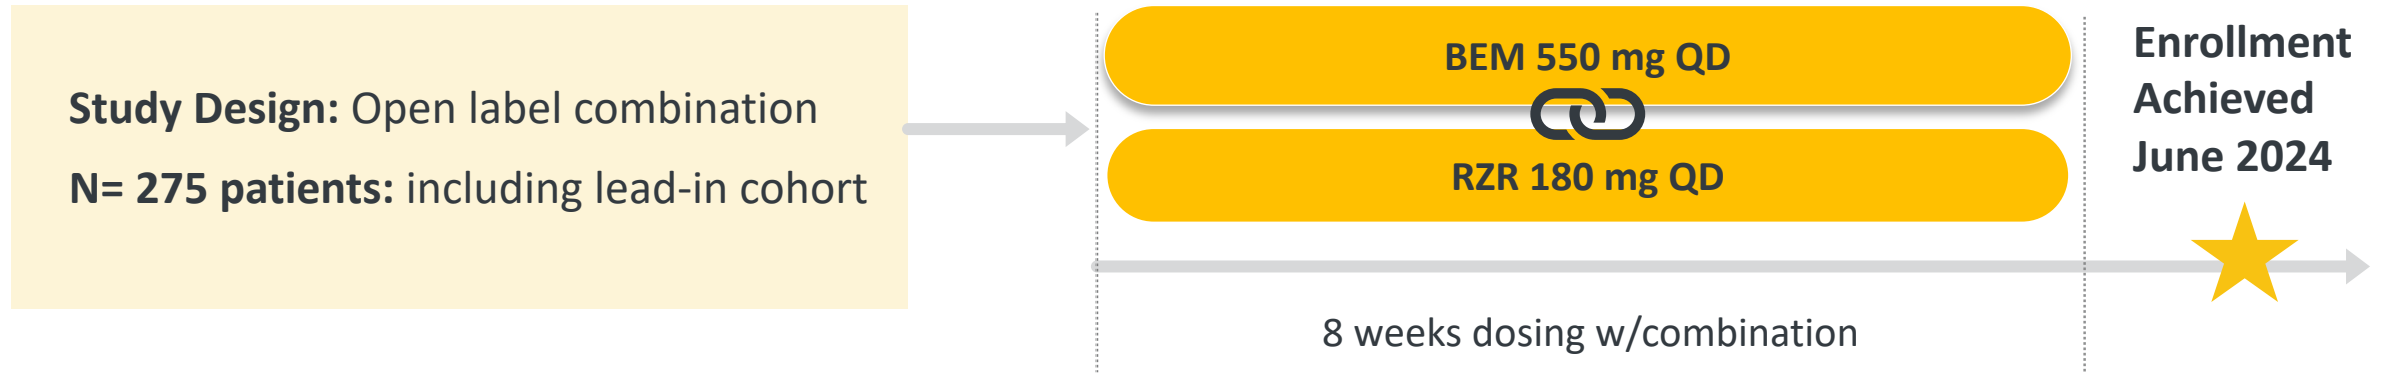 Study Design: Open label combination
N= 275 patients: including lead-in cohort
BEM 550 mg QD
RZR 180 mg QD
8 weeks dosing w/combination
Enrollment
Achieved
June 2024